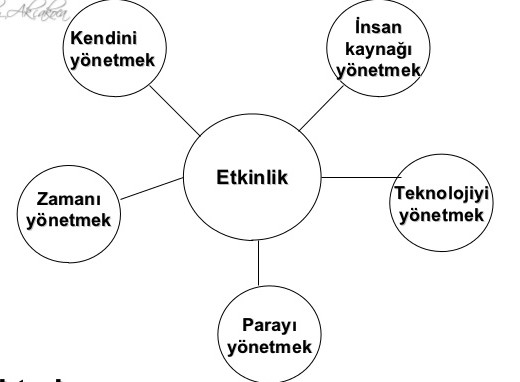 Kendini
yönetmek
İnsan
kaynağı
yönetmek
Etkinlik
Zamanı
yönetmek
Teknolojiyi
yönetmek
Parayı
yönetmek